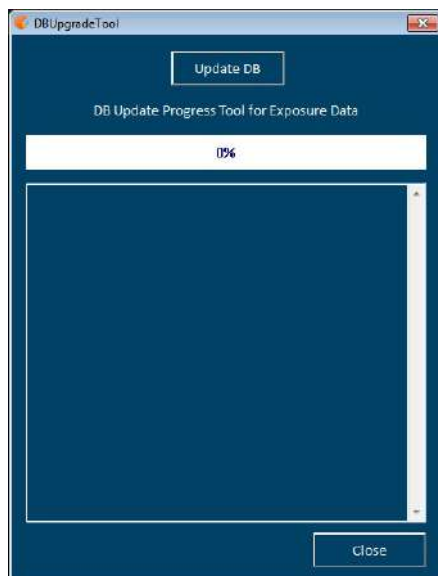 DBUpgradeTool
Update DB
DB Update Progress Tool for Exposure Data
0%
Close